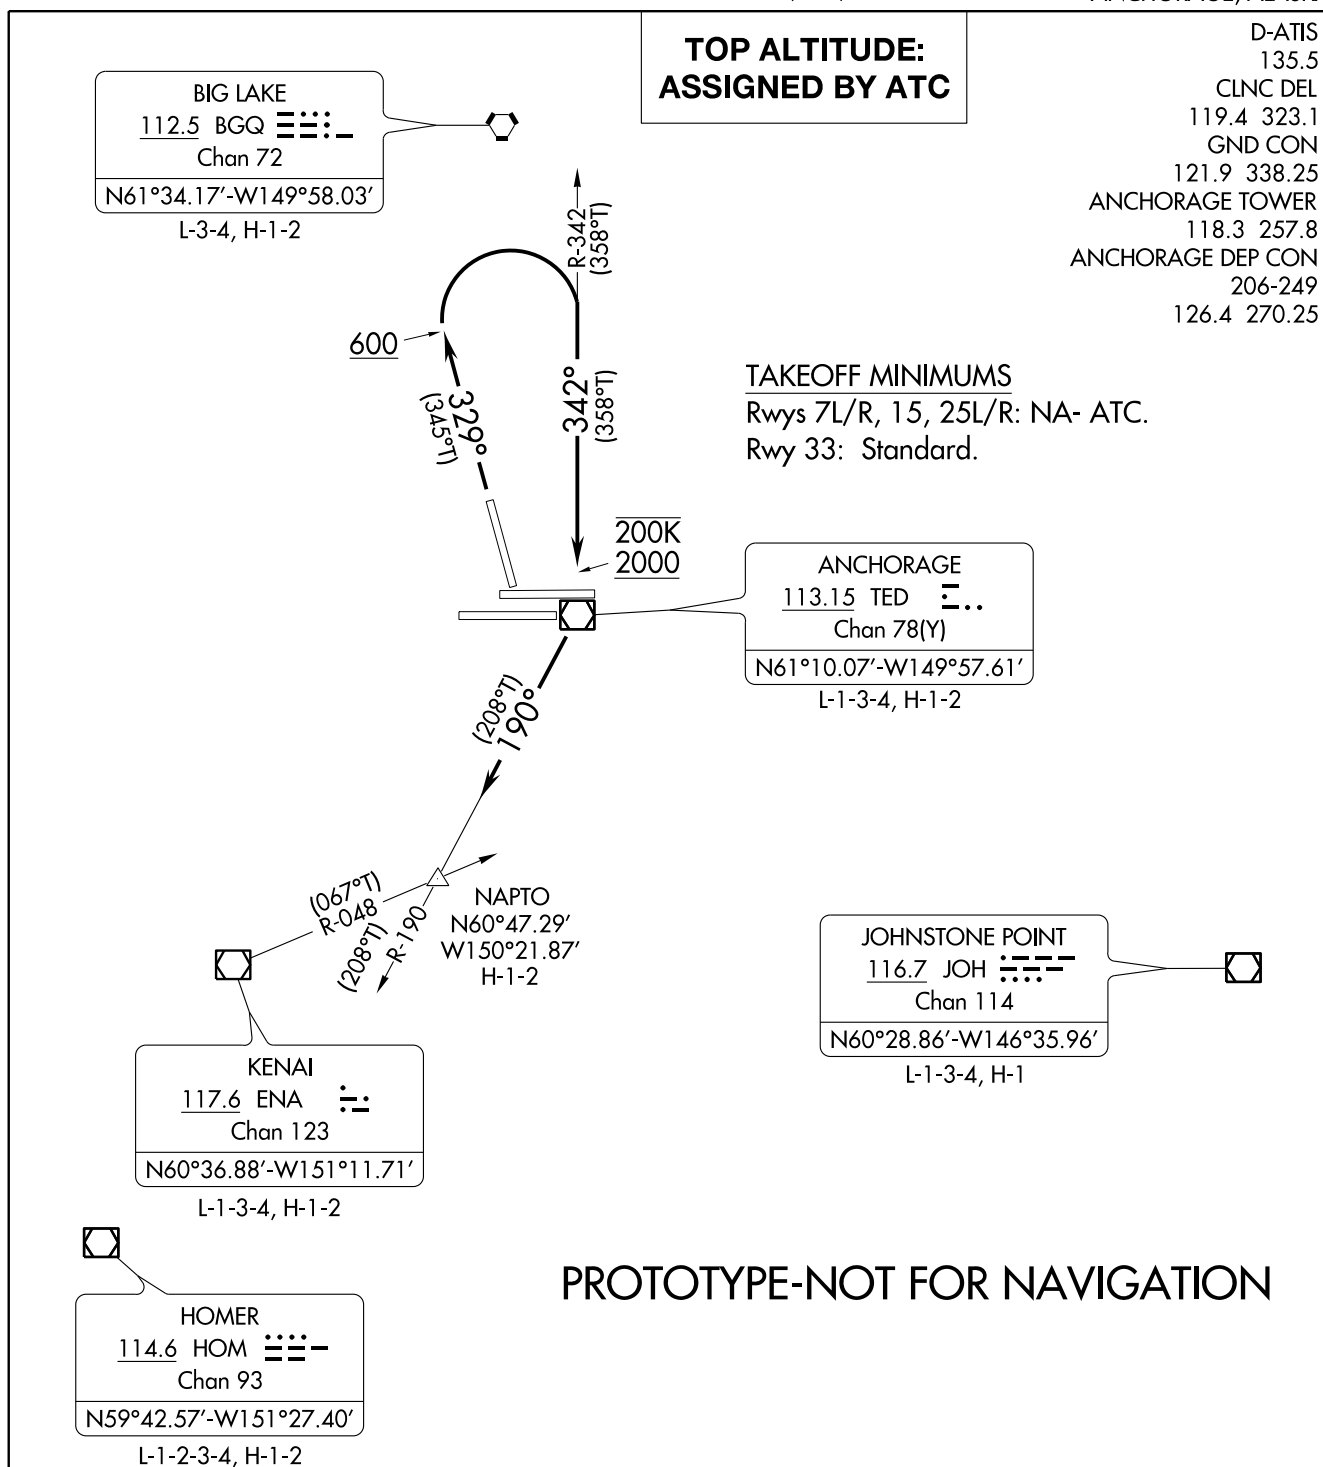 TOP ALTITUDE:
ASSIGNED BY ATC
D-ATIS
135.5
CLNC DEL
119.4 323.1
GND CON
121.9 338.25
ANCHORAGE TOWER
118.3 257.8
ANCHORAGE DEP CON
206-249
126.4 270.25
BIG LAKE
112.5 BGQ
Chan 72
N61°34.17′-W149°58.03′
L-3-4, H-1-2
R-342
(358°T)
600
329°
(345°T)
342°
(358°T)
TAKEOFF MINIMUMS
Rwys 7L/R, 15, 25L/R: NA- ATC.
Rwy 33: Standard.
200K
2000
ANCHORAGE
113.15 TED
Chan 78(Y)
N61°10.07′-W149°57.61′
L-1-3-4, H-1-2
(208°T)
190°
(067°T)
R-048
(208°T)
R-190
NAPTO
N60°47.29′
W150°21.87′
H-1-2
JOHNSTONE POINT
116.7 JOH
Chan 114
N60°28.86′-W146°35.96′
L-1-3-4, H-1
KENAI
117.6 ENA
Chan 123
N60°36.88′-W151°11.71′
L-1-3-4, H-1-2
PROTOTYPE-NOT FOR NAVIGATION
HOMER
114.6 HOM
Chan 93
N59°42.57′-W151°27.40′
L-1-2-3-4, H-1-2